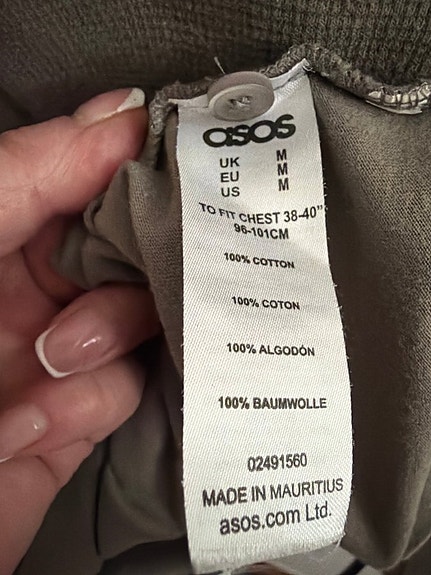 asos
UK M
EU M
US M
TO FIT CHEST 38-40"
96-101CM
100% COTTON
100% COTON
100% ALGODÓN
100% BAUMWOLLE
02491560
MADE IN MAURITIUS
asos.com Ltd.